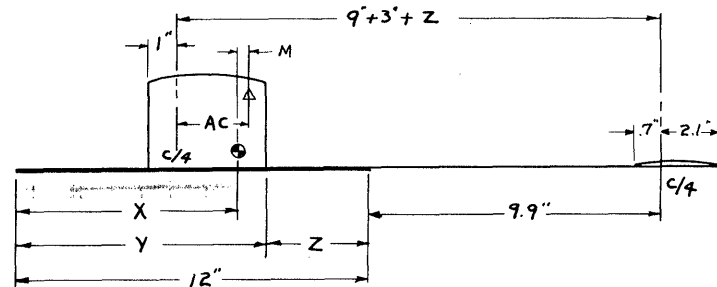 9" + 3" + Z
1"
M
AC
C/4
.7"
2.1"
C/4
X
9.9"
Y
Z
12"